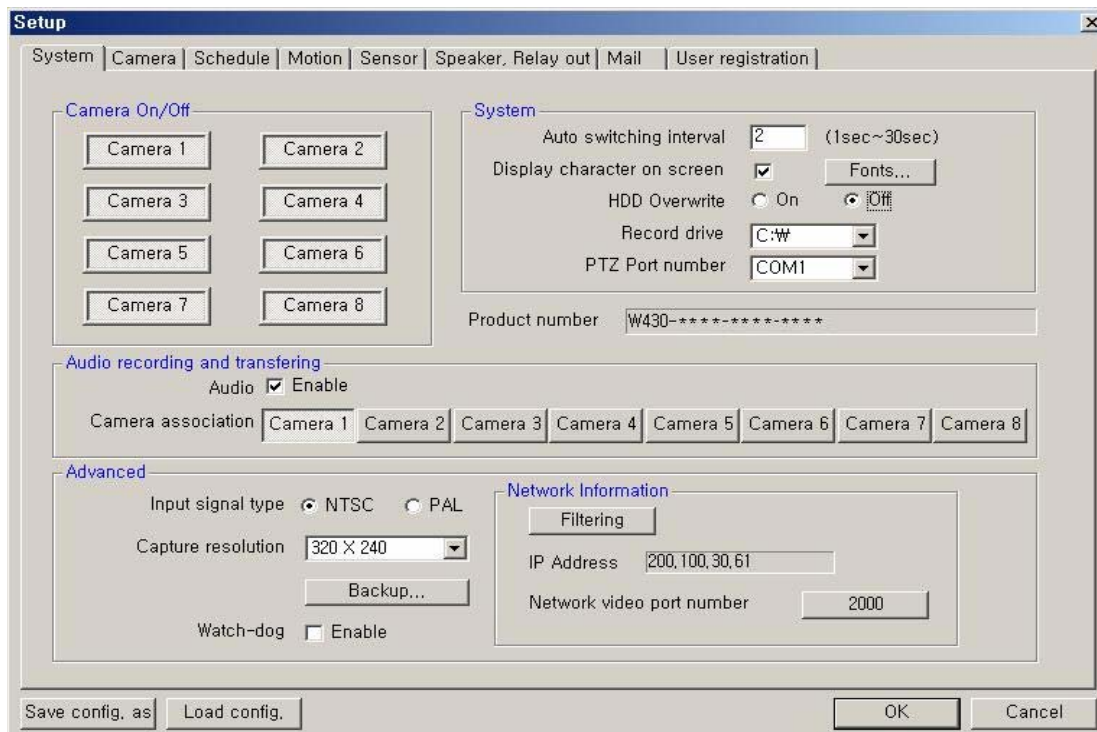 Setup
System Camera Schedule Motion Sensor Speaker, Relay out Mail User registration
Camera On/Off
Camera 1 Camera 2
Camera 3 Camera 4
Camera 5 Camera 6
Camera 7 Camera 8
System
Auto switching interval 2 (1sec~30sec)
Display character on screen Fonts...
HDD Overwrite On Off
Record drive C:₩
PTZ Port number COM1
Product number W430-****-****-****
Audio recording and transfering
Audio Enable
Camera association Camera 1 Camera 2 Camera 3 Camera 4 Camera 5 Camera 6 Camera 7 Camera 8
Advanced
Input signal type NTSC PAL
Capture resolution 320 X 240
Backup...
Watch-dog Enable
Network Information
Filtering
IP Address 200,100,30,61
Network video port number 2000
Save config, as Load config, OK Cancel